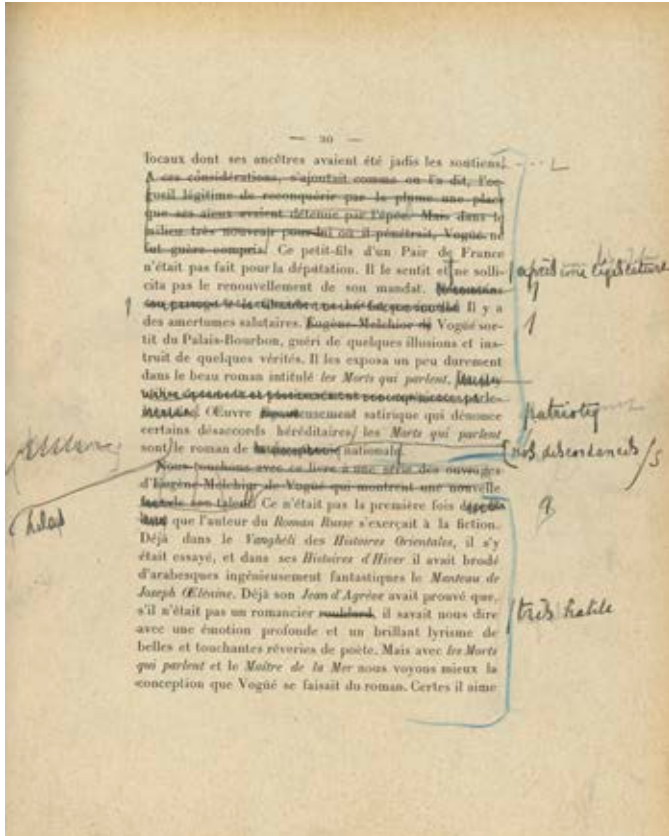 — 20 —
locaux dont ses ancêtres avaient été jadis les soutiens.
A ces considérations, s'ajoutait comme on l'a dit, l'or-
gueil légitime de reconquérir par la plume une place
que ses aïeux avaient détenue par l'épée. Mais dans le
milieu très nouveau pour lui où il pénétrait, Vogüé ne
fut guère compris. Ce petit-fils d'un Pair de France
n'était pas fait pour la députation. Il le sentit et ne solli-
après une législature
cita pas le renouvellement de son mandat.
Il y a
des amertumes salutaires. Eugène-Melchior de Vogüé sor-
tit du Palais-Bourbon, guéri de quelques illusions et ins-
truit de quelques vérités. Il les exposa un peu durement
dans le beau roman intitulé les Morts qui parlent.
Œuvre
patriotiq
eusement satirique qui dénonce
certains désaccords héréditaires / les Morts qui parlent
sont le roman de
nos discordances
nationale
/s
Nous touchons avec ce livre à une série des ouvrages
d'Eugène-Melchior de Vogüé qui montrent une nouvelle
son talent. Ce n'était pas la première fois
hélas
que l'auteur du Roman Russe s'exerçait à la fiction.
Déjà dans le Vanghéli des Histoires Orientales, il s'y
était essayé, et dans ses Histoires d'Hiver il avait brodé
d'arabesques ingénieusement fantastiques le Manteau de
Joseph Olénine. Déjà son Jean d'Agrève avait prouvé que,
s'il n'était pas un romancier
très habile
, il savait nous dire
avec une émotion profonde et un brillant lyrisme de
belles et touchantes rêveries de poète. Mais avec les Morts
qui parlent et le Maître de la Mer nous voyons mieux la
conception que Vogüé se faisait du roman. Certes il aime